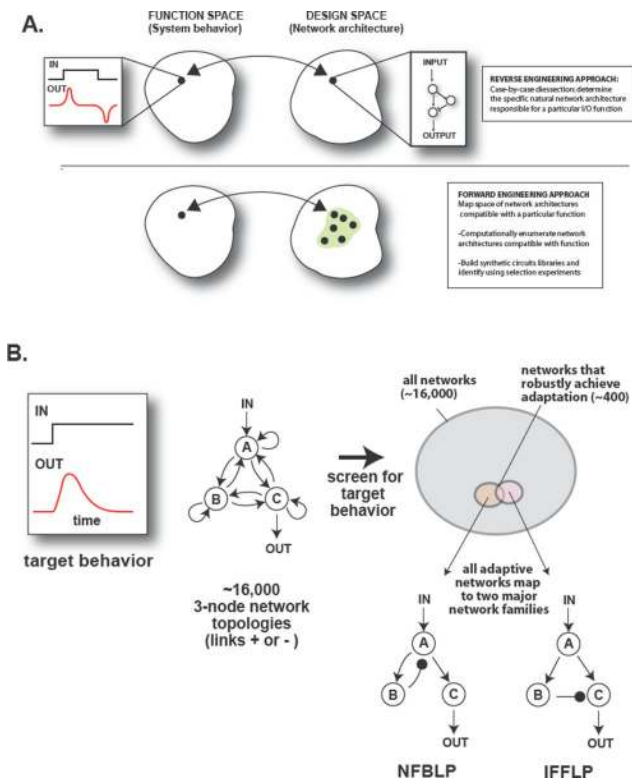 A.
FUNCTION SPACE
(System behavior)
DESIGN SPACE
(Network architecture)
IN
OUT
INPUT
OUTPUT
REVERSE ENGINEERING APPROACH:
Case-by-case diessections determine
the specific natural network architecture
responsible for a particular I/O function
FORWARD ENGINEERING APPROACH
Map space of network architectures
compatible with a particular function
-Computationally enumerate network
architectures compatible with function
-Build synthetic circuits libraries and
identify using selection experiments
B.
IN
OUT
time
target behavior
IN
A
B
C
OUT
~16,000
3-node network
topologies
(links + or - )
screen for
target
behavior
all networks
(~16,000)
networks that
robustly achieve
adaptation (~400)
all adaptive
networks map
to two major
network families
IN
A
B
C
OUT
NFBLP
IN
A
B
C
OUT
IFFLP